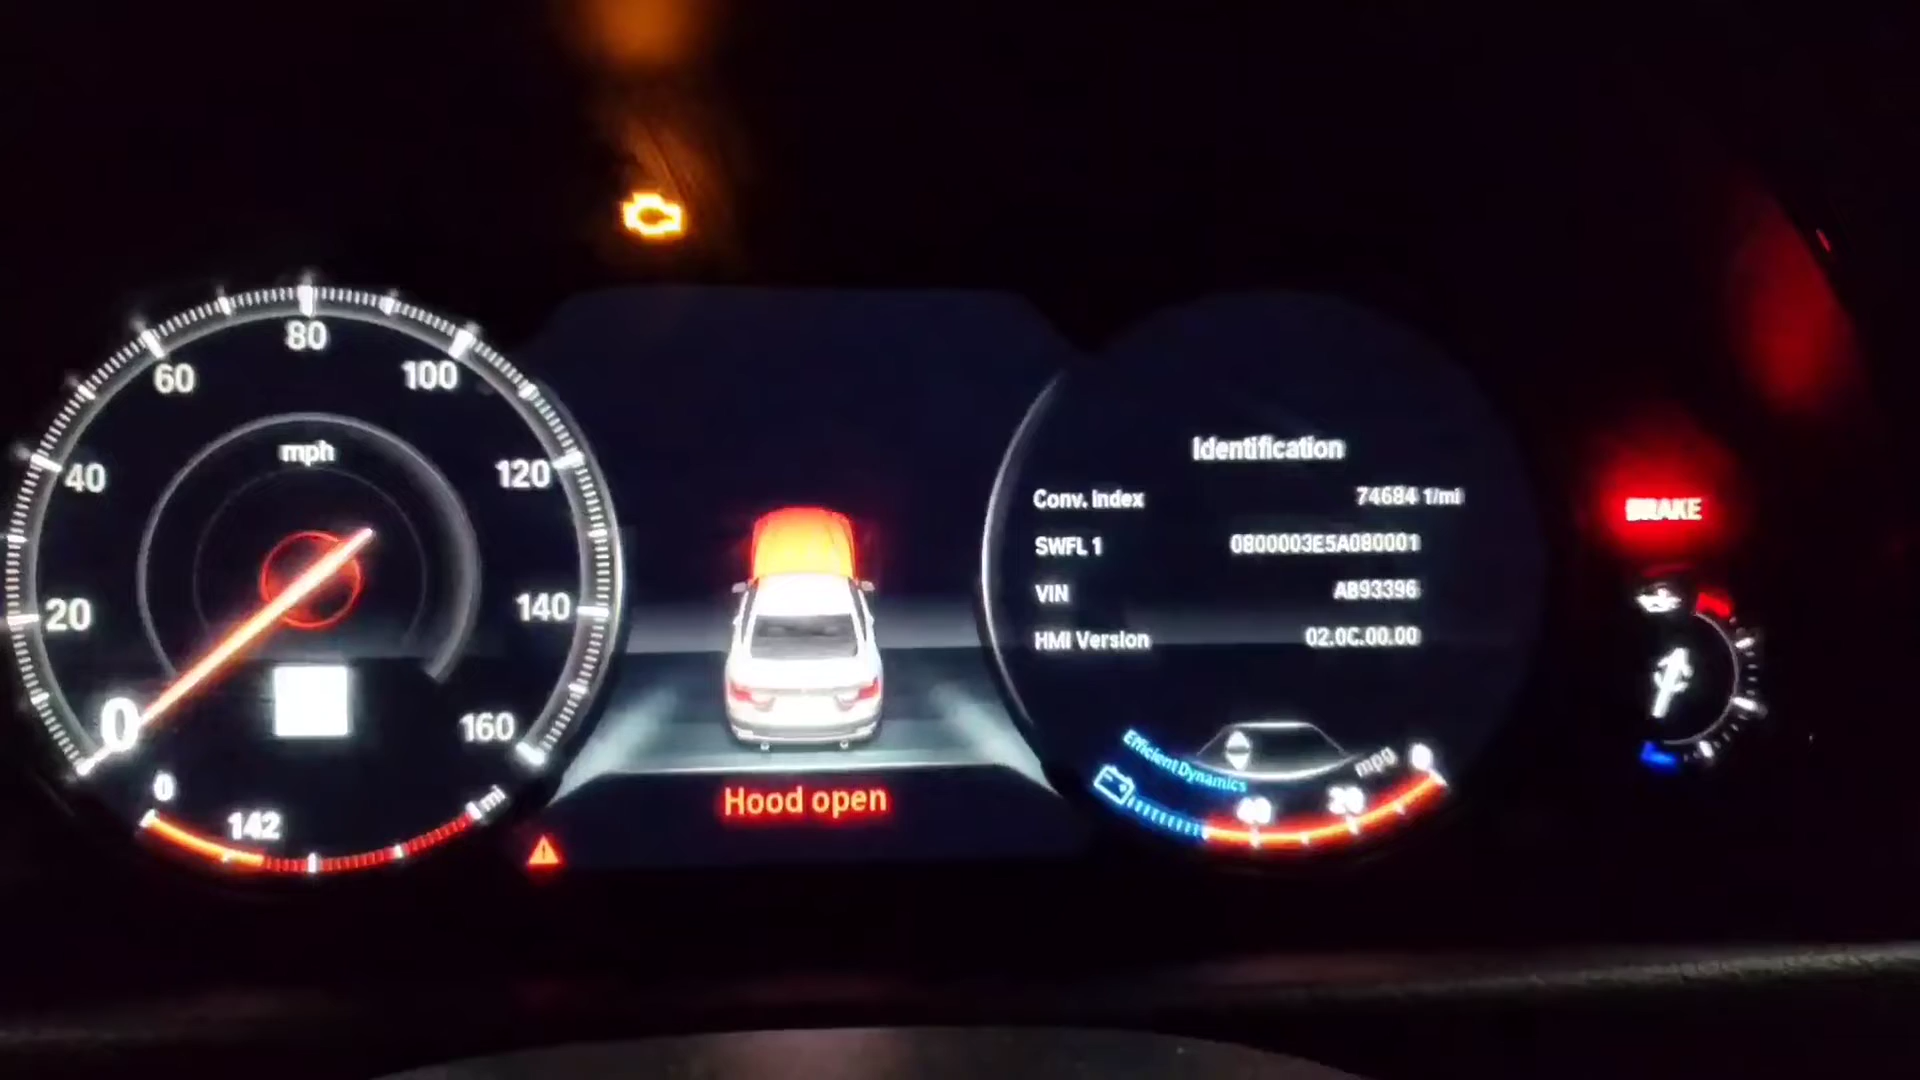 80
60
100
mph
40
120
20
140
0
160
0
mi
142
Hood open
Identification
Conv. Index 74684 1/mi
SWFL 1 0800003E5A080001
VIN AB93396
HMI Version 02.0C.00.00
Efficient Dynamics
mpg
0
40
20
BRAKE